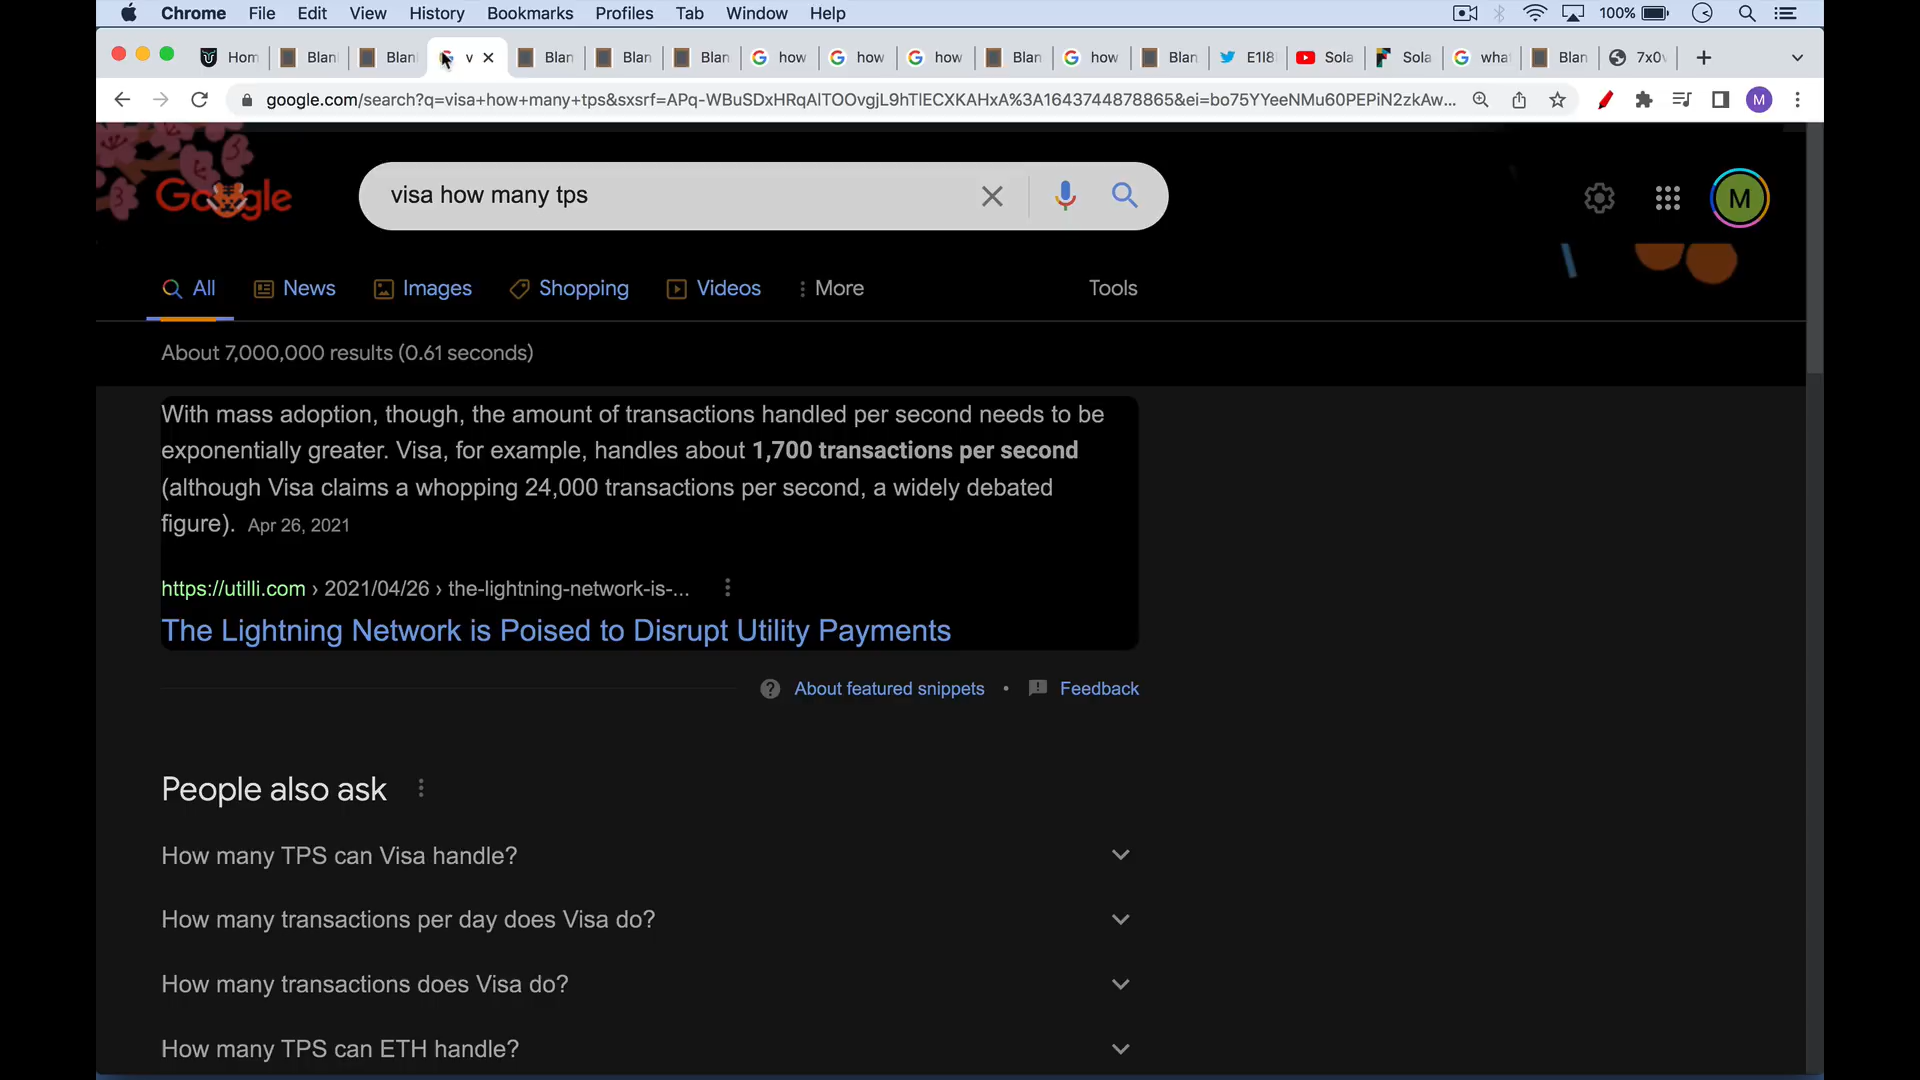 Chrome File Edit View History Bookmarks Profiles Tab Window Help 100%
Hom Blan Blan v Blan Blan Blan how how how Blan how Blan E1l8 Sola Sola wha Blan 7x0v
google.com/search?q=visa+how+many+tps&sxsrf=APq-WBuSDxHRqAlTOOvgjL9hTlECXKAHxA%3A1643744878865&ei=bo75YYeeNMu60PEPiN2zkAw... M
Google
visa how many tps
M
All News Images Shopping Videos More Tools
About 7,000,000 results (0.61 seconds)
With mass adoption, though, the amount of transactions handled per second needs to be
exponentially greater. Visa, for example, handles about 1,700 transactions per second
(although Visa claims a whopping 24,000 transactions per second, a widely debated
figure). Apr 26, 2021
https://utilli.com › 2021/04/26 › the-lightning-network-is-...
The Lightning Network is Poised to Disrupt Utility Payments
About featured snippets • Feedback
People also ask
How many TPS can Visa handle?
How many transactions per day does Visa do?
How many transactions does Visa do?
How many TPS can ETH handle?